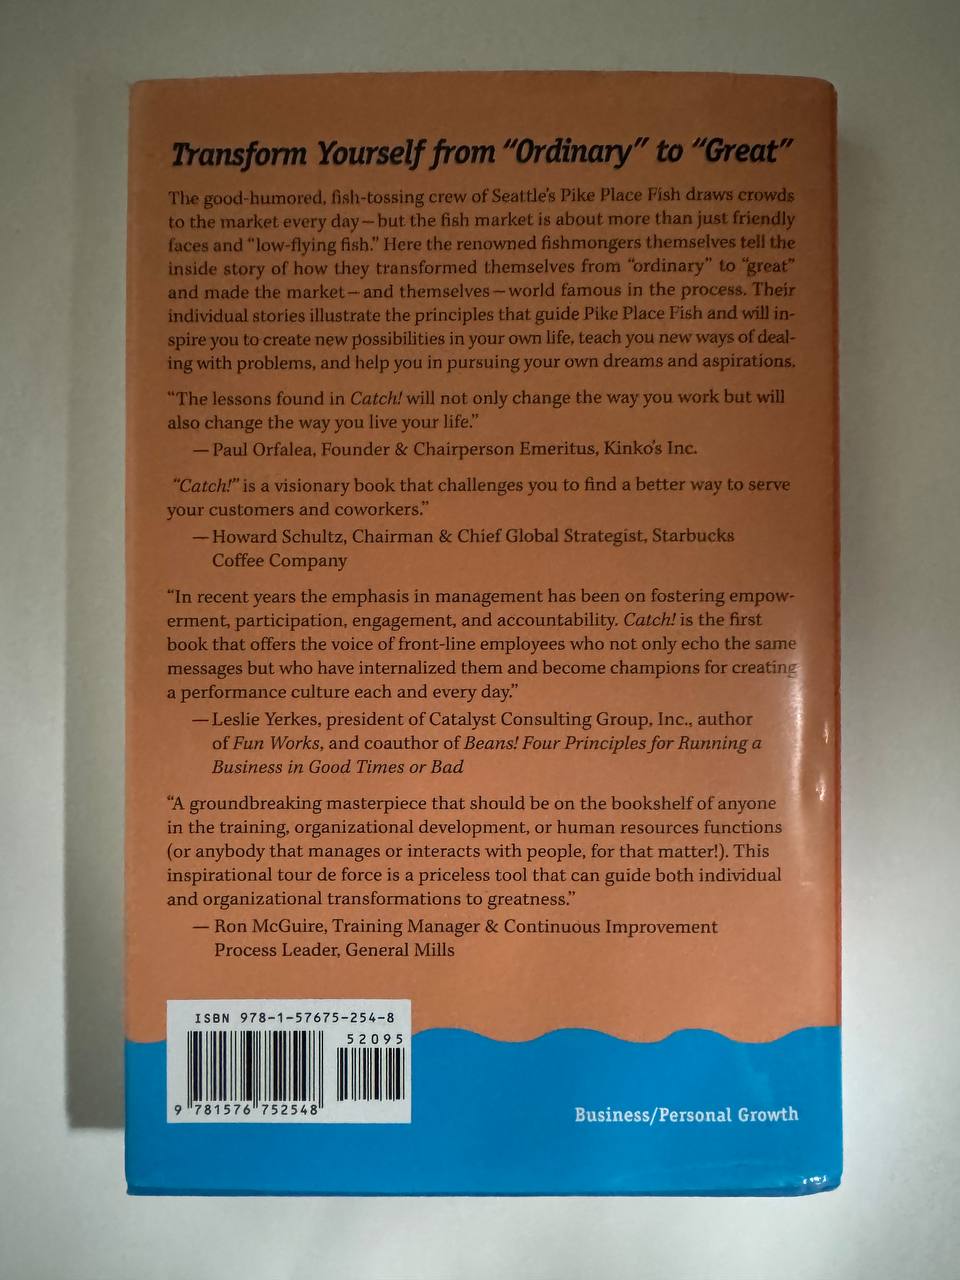 Transform Yourself from “Ordinary” to “Great”
The good-humored, fish-tossing crew of Seattle’s Pike Place Fish draws crowds
to the market every day—but the fish market is about more than just friendly
faces and “low-flying fish.” Here the renowned fishmongers themselves tell the
inside story of how they transformed themselves from “ordinary” to “great”
and made the market—and themselves—world famous in the process. Their
individual stories illustrate the principles that guide Pike Place Fish and will in-
spire you to create new possibilities in your own life, teach you new ways of deal-
ing with problems, and help you in pursuing your own dreams and aspirations.
“The lessons found in Catch! will not only change the way you work but will
also change the way you live your life.”
—Paul Orfalea, Founder & Chairperson Emeritus, Kinko’s Inc.
“Catch!” is a visionary book that challenges you to find a better way to serve
your customers and coworkers.”
—Howard Schultz, Chairman & Chief Global Strategist, Starbucks
Coffee Company
“In recent years the emphasis in management has been on fostering empow-
erment, participation, engagement, and accountability. Catch! is the first
book that offers the voice of front-line employees who not only echo the same
messages but who have internalized them and become champions for creating
a performance culture each and every day.”
—Leslie Yerkes, president of Catalyst Consulting Group, Inc., author
of Fun Works, and coauthor of Beans! Four Principles for Running a
Business in Good Times or Bad
“A groundbreaking masterpiece that should be on the bookshelf of anyone
in the training, organizational development, or human resources functions
(or anybody that manages or interacts with people, for that matter!). This
inspirational tour de force is a priceless tool that can guide both individual
and organizational transformations to greatness.”
— Ron McGuire, Training Manager & Continuous Improvement
Process Leader, General Mills
ISBN 978-1-57675-254-8
52095
9 781576 752548
Business/Personal Growth